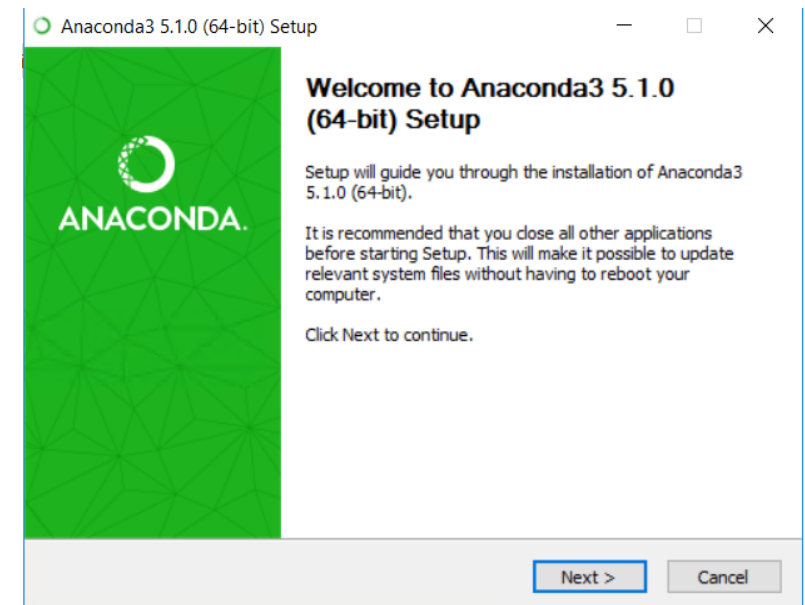 Anaconda3 5.1.0 (64-bit) Setup
Welcome to Anaconda3 5.1.0
(64-bit) Setup
Setup will guide you through the installation of Anaconda3
5.1.0 (64-bit).
It is recommended that you close all other applications
before starting Setup. This will make it possible to update
relevant system files without having to reboot your
computer.
Click Next to continue.
ANACONDA.
Next >
Cancel